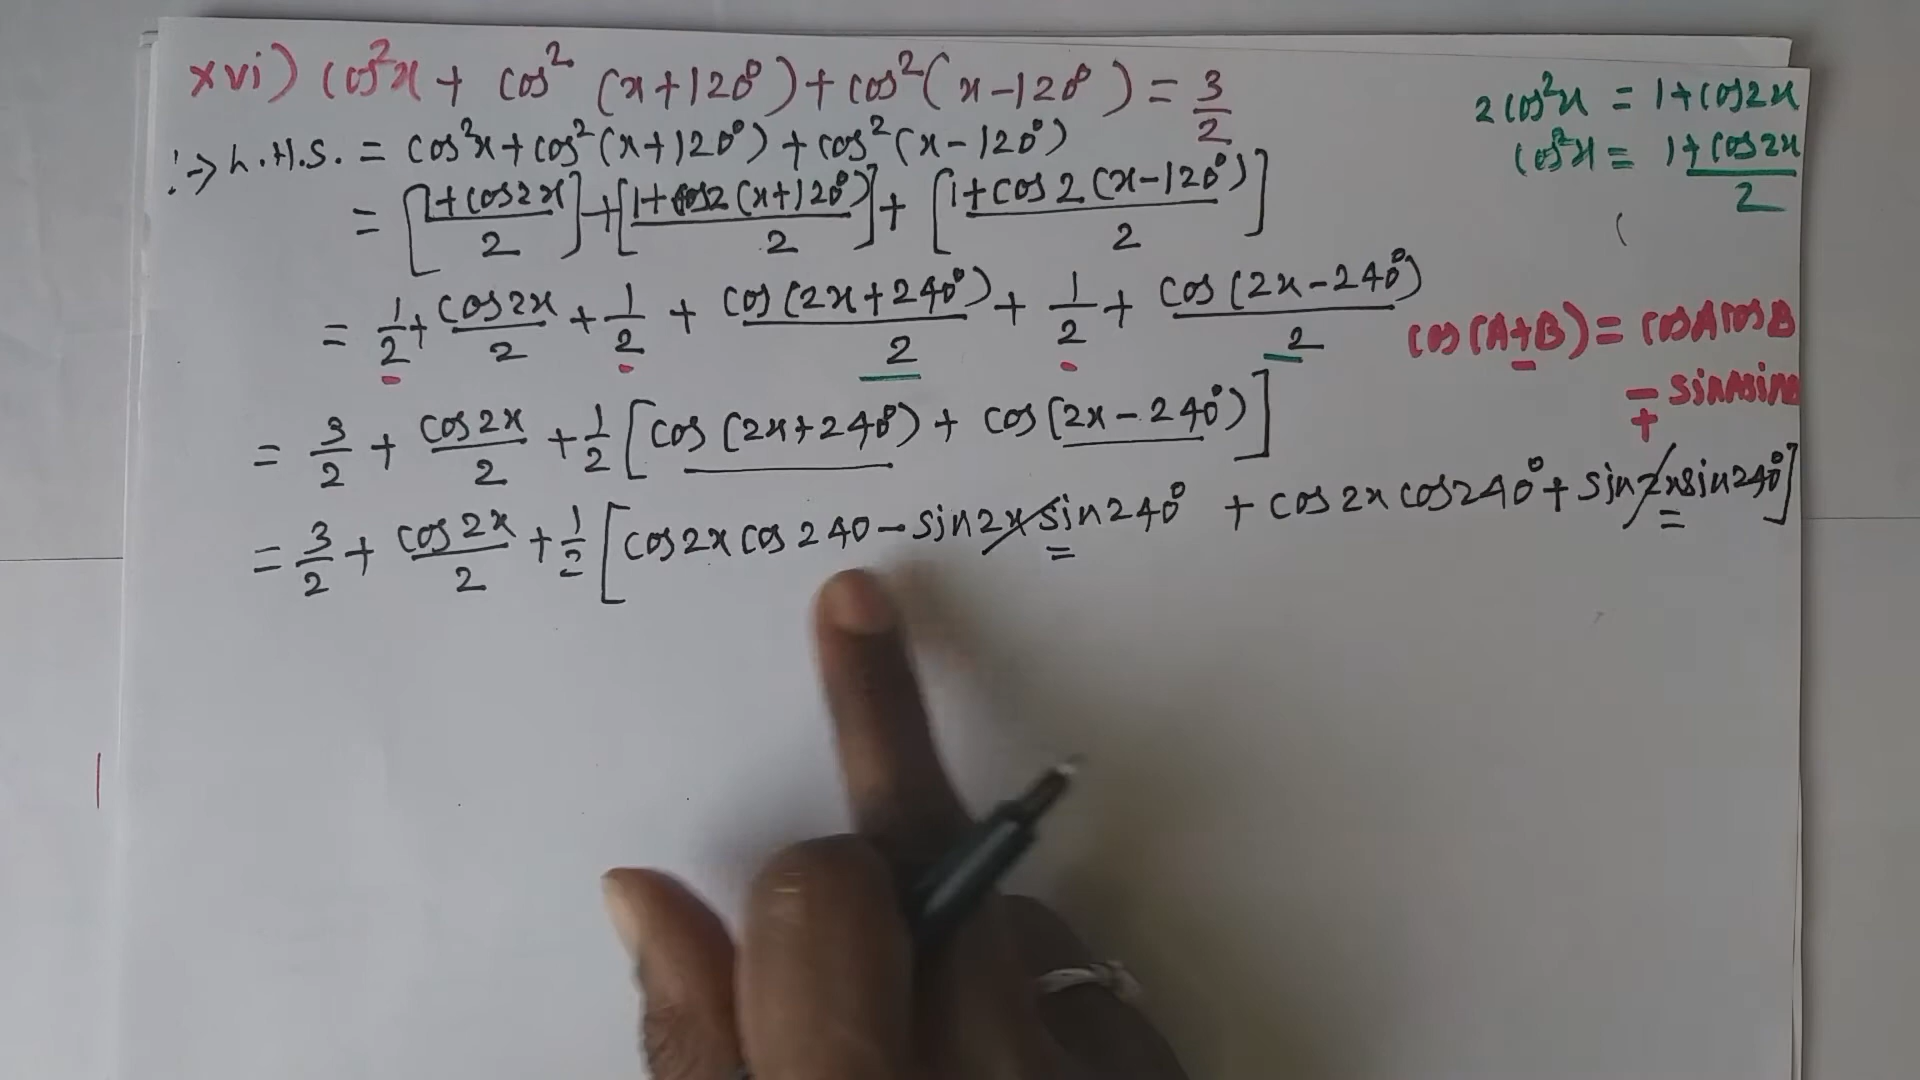 xvi) cos²x + cos² (x+120°) + cos² (x-120°) = 3/2
∴→ L.H.S. = cos²x + cos² (x+120°) + cos² (x-120°)
= [1+cos2x/2] + [1+cos2(x+120°)/2] + [1+cos2(x-120°)/2]
= 1/2 + cos2x/2 + 1/2 + cos(2x+240°)/2 + 1/2 + cos(2x-240°)/2
= 3/2 + cos2x/2 + 1/2 [cos(2x+240°) + cos(2x-240°)]
= 3/2 + cos2x/2 + 1/2 [cos2x cos240 - sin2x sin240° + cos2x cos240° + sin2x sin240°]
2cos²x = 1+cos2x
cos²x = 1+cos2x/2
(
cos(A+B) = cosAcosB
∓ sinAsinB